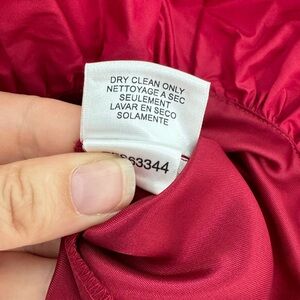 DRY CLEAN ONLY
NETTOYAGE A SEC
SEULEMENT
LAVAR EN SECO
SOLAMENTE